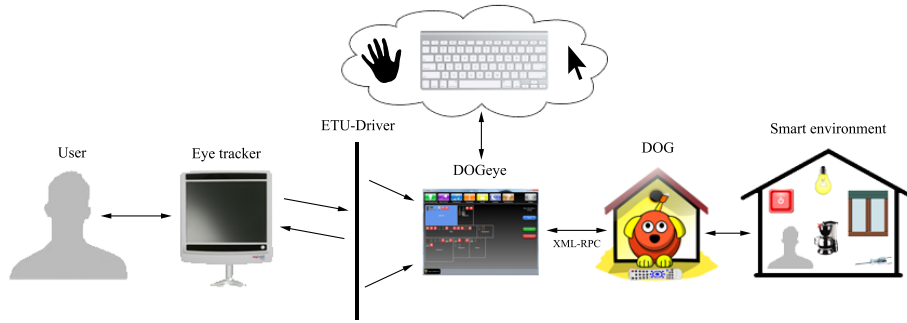 ETU-Driver
Smart environment
User
Eye tracker
DOGeye
DOG
XML-RPC